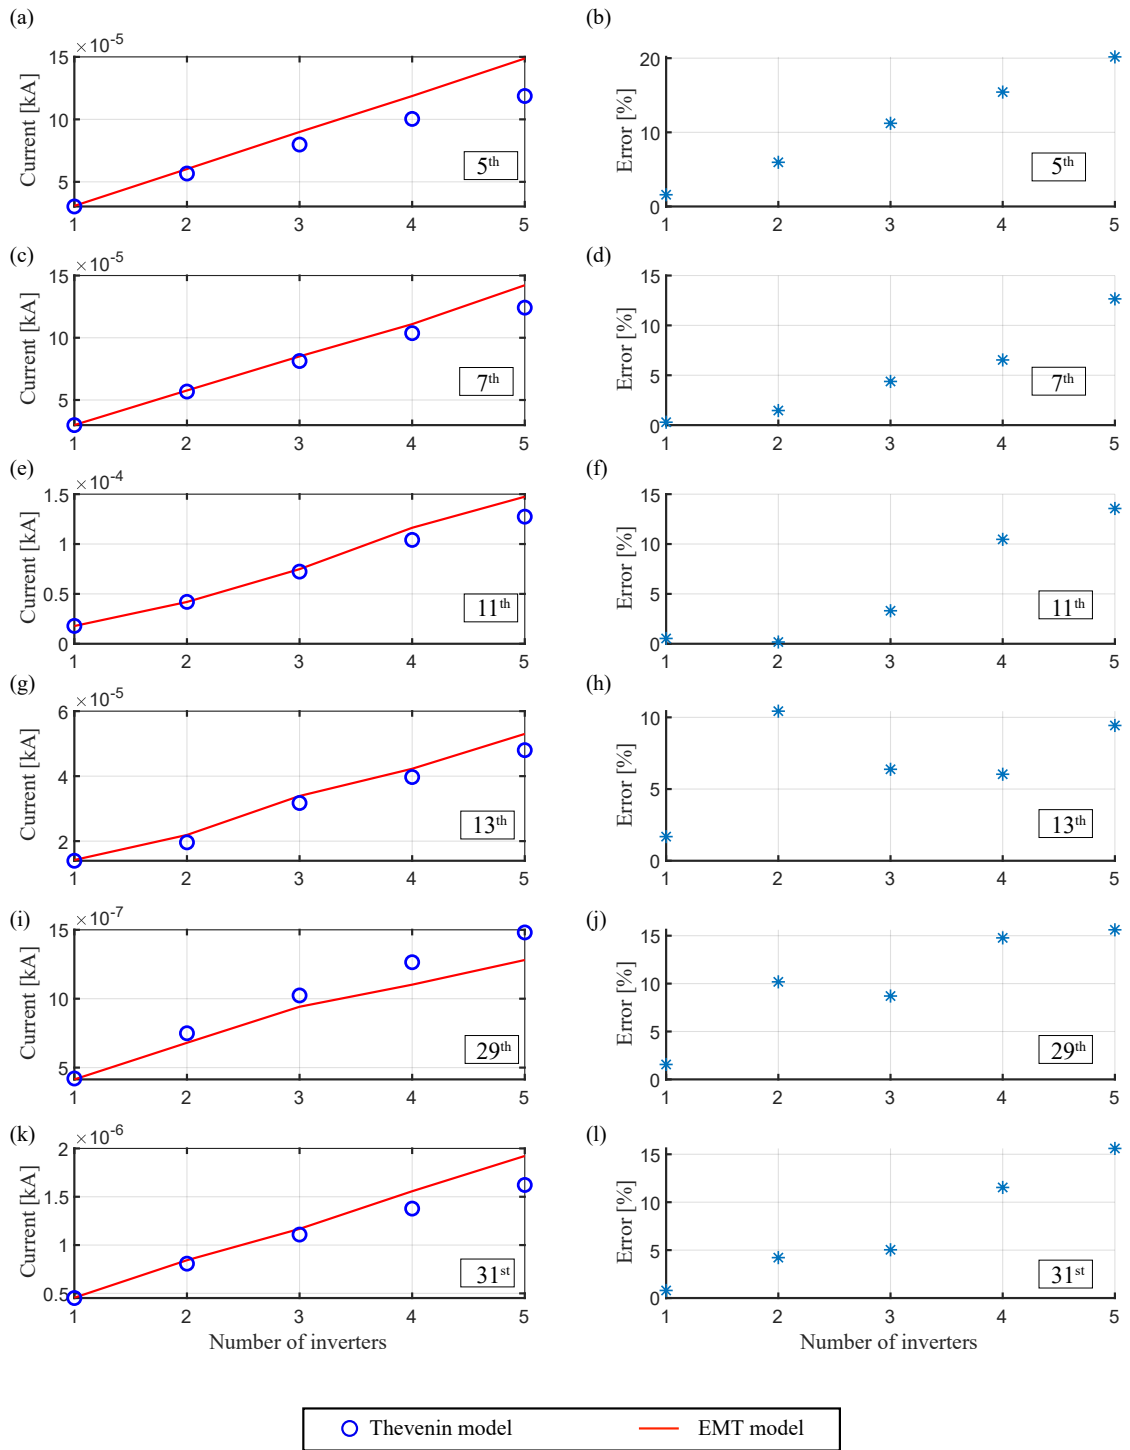 (a)
×10-5
15
10
5
Current [kA]
5th
1 2 3 4 5
(b)
20
10
0
Error [%]
5th
1 2 3 4 5
(c)
×10-5
15
10
5
Current [kA]
7th
1 2 3 4 5
(d)
15
10
5
0
Error [%]
7th
1 2 3 4 5
(e)
×10-4
1.5
1
0.5
0
Current [kA]
11th
1 2 3 4 5
(f)
15
10
5
0
Error [%]
11th
1 2 3 4 5
(g)
×10-5
6
4
2
Current [kA]
13th
1 2 3 4 5
(h)
10
5
0
Error [%]
13th
1 2 3 4 5
(i)
×10-7
15
10
5
Current [kA]
29th
1 2 3 4 5
(j)
15
10
5
0
Error [%]
29th
1 2 3 4 5
(k)
×10-6
2
1.5
1
0.5
Current [kA]
31st
1 2 3 4 5
Number of inverters
(l)
15
10
5
0
Error [%]
31st
1 2 3 4 5
Number of inverters
Thevenin model EMT model